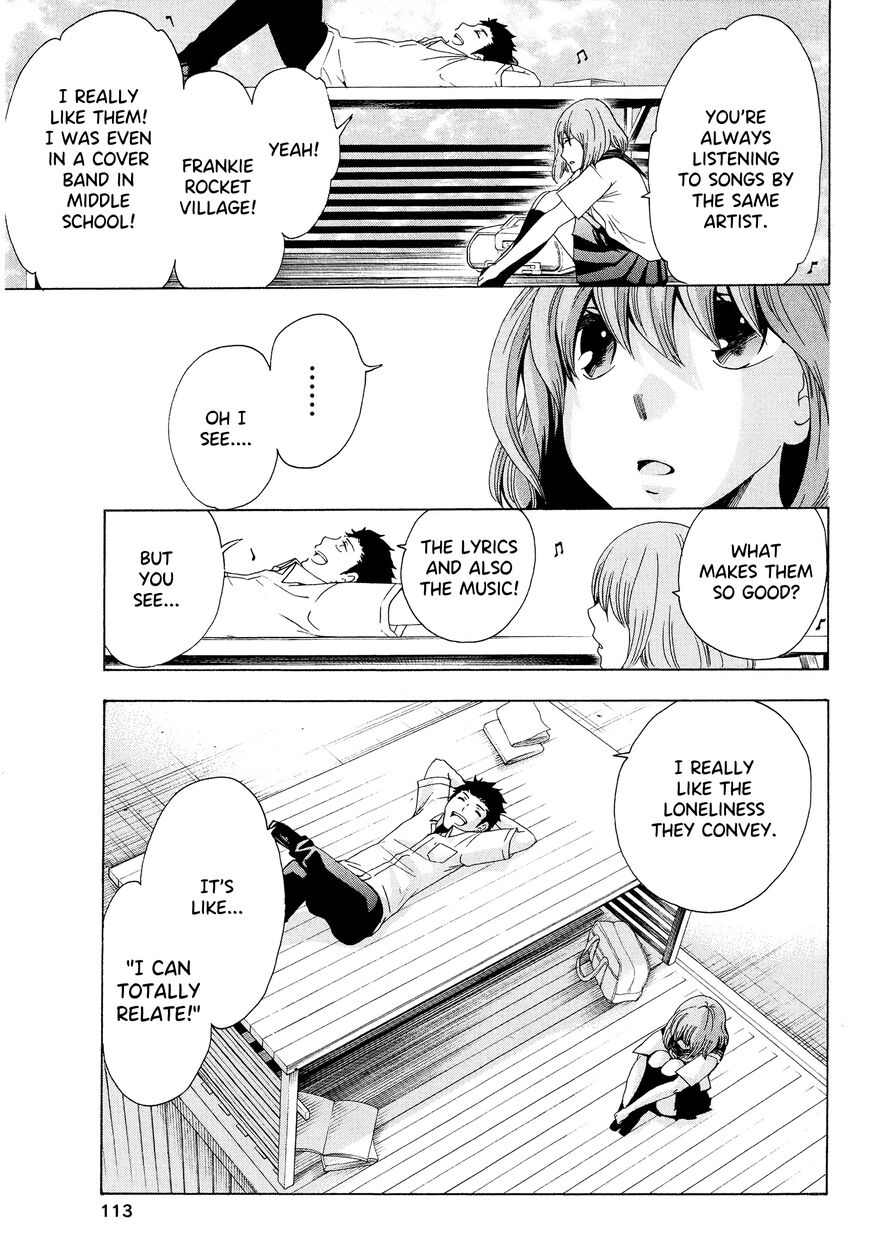 YOU'RE
ALWAYS
LISTENING
TO SONGS BY
THE SAME
ARTIST.
YEAH!
FRANKIE
ROCKET
VILLAGE!
I REALLY
LIKE THEM!
I WAS EVEN
IN A COVER
BAND IN
MIDDLE
SCHOOL!
......
OH I
SEE....
WHAT
MAKES THEM
SO GOOD?
THE LYRICS
AND ALSO
THE MUSIC!
BUT
YOU
SEE...
I REALLY
LIKE THE
LONELINESS
THEY CONVEY.
IT'S
LIKE...
"I CAN
TOTALLY
RELATE!"
113